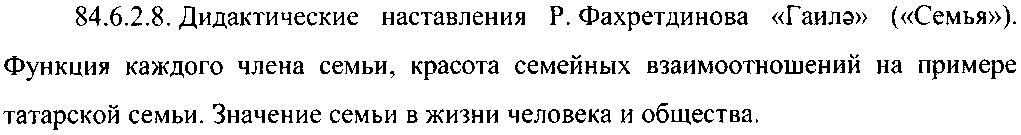 84.6.2.8. Дидактические наставления Р. Фахретдинова «Гаилә» («Семья»).
Функция каждого члена семьи, красота семейных взаимоотношений на примере
татарской семьи. Значение семьи в жизни человека и общества.